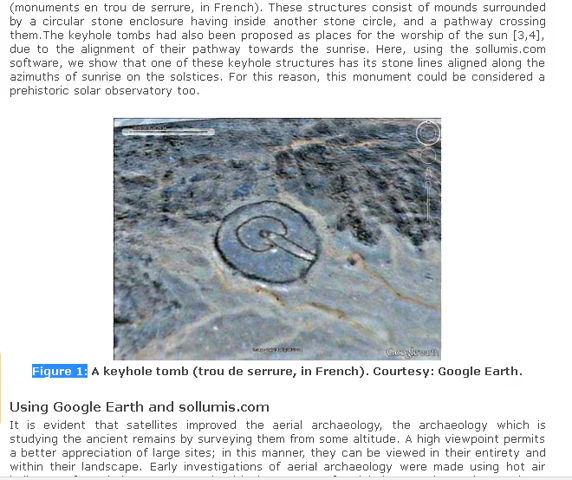 (monuments en trou de serrure, in French). These structures consist of mounds surrounded
by a circular stone enclosure having inside another stone circle, and a pathway crossing
them.The keyhole tombs had also been proposed as places for the worship of the sun [3,4],
due to the alignment of their pathway towards the sunrise. Here, using the sollumis.com
software, we show that one of these keyhole structures has its stone lines aligned along the
azimuths of sunrise on the solstices. For this reason, this monument could be considered a
prehistoric solar observatory too.
Google earth
Figure 1: A keyhole tomb (trou de serrure, in French). Courtesy: Google Earth.
Using Google Earth and sollumis.com
It is evident that satellites improved the aerial archaeology, the archaeology which is
studying the ancient remains by surveying them from some altitude. A high viewpoint permits
a better appreciation of large sites; in this manner, they can be viewed in their entirety and
within their landscape. Early investigations of aerial archaeology were made using hot air